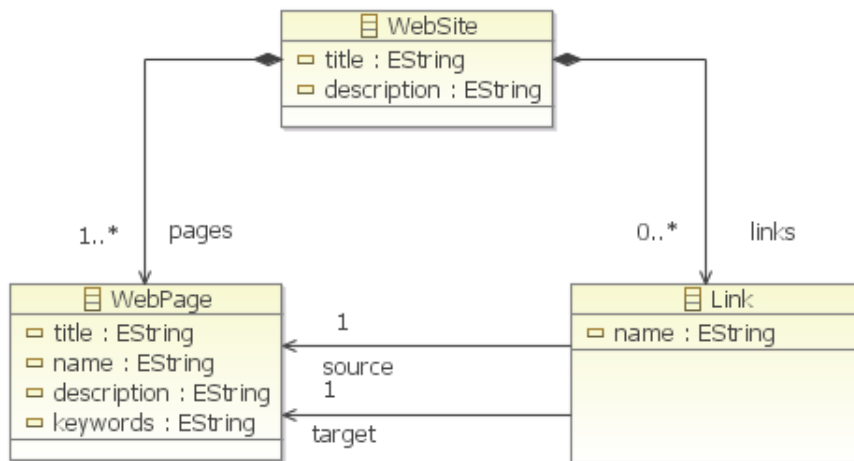 WebSite
title : EString
description : EString
1..*
pages
0..*
links
WebPage
title : EString
name : EString
description : EString
keywords : EString
1
source
1
target
Link
name : EString